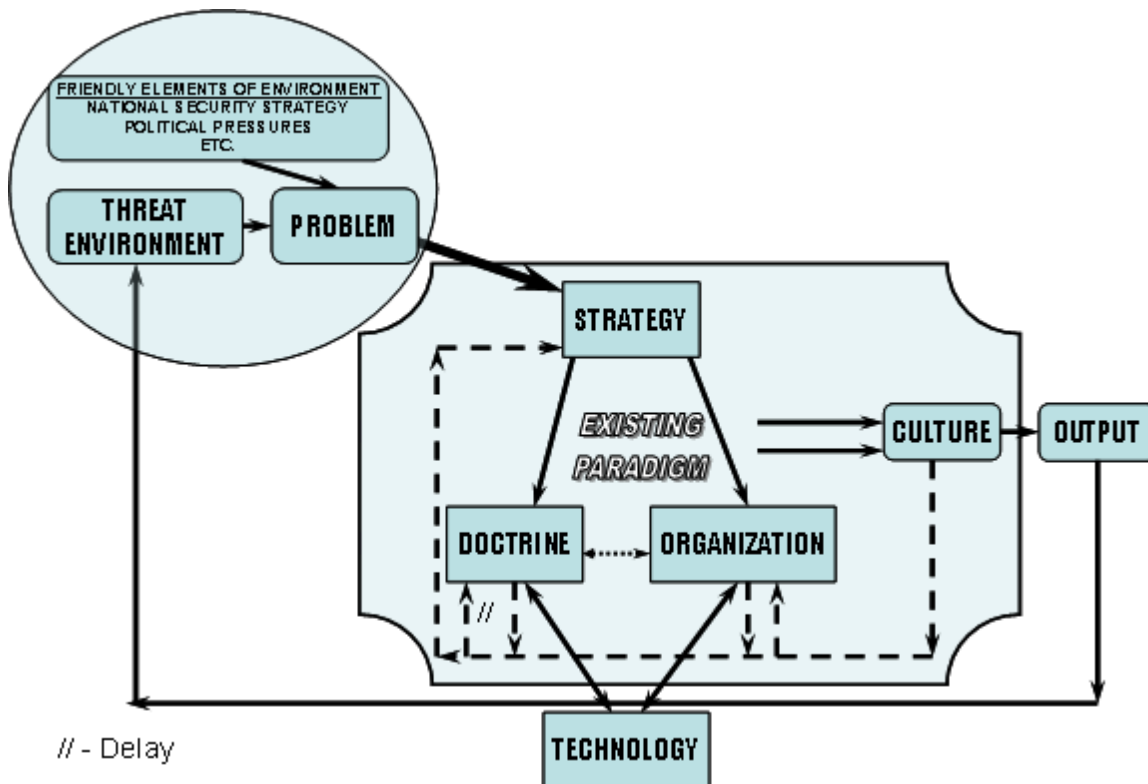 FRIENDLY ELEMENTS OF ENVIRONMENT
NATIONAL SECURITY STRATEGY
POLITICAL PRESSURES
ETC.
THREAT
ENVIRONMENT
PROBLEM
STRATEGY
EXISTING
PARADIGM
CULTURE
OUTPUT
DOCTRINE
ORGANIZATION
//
TECHNOLOGY
// - Delay